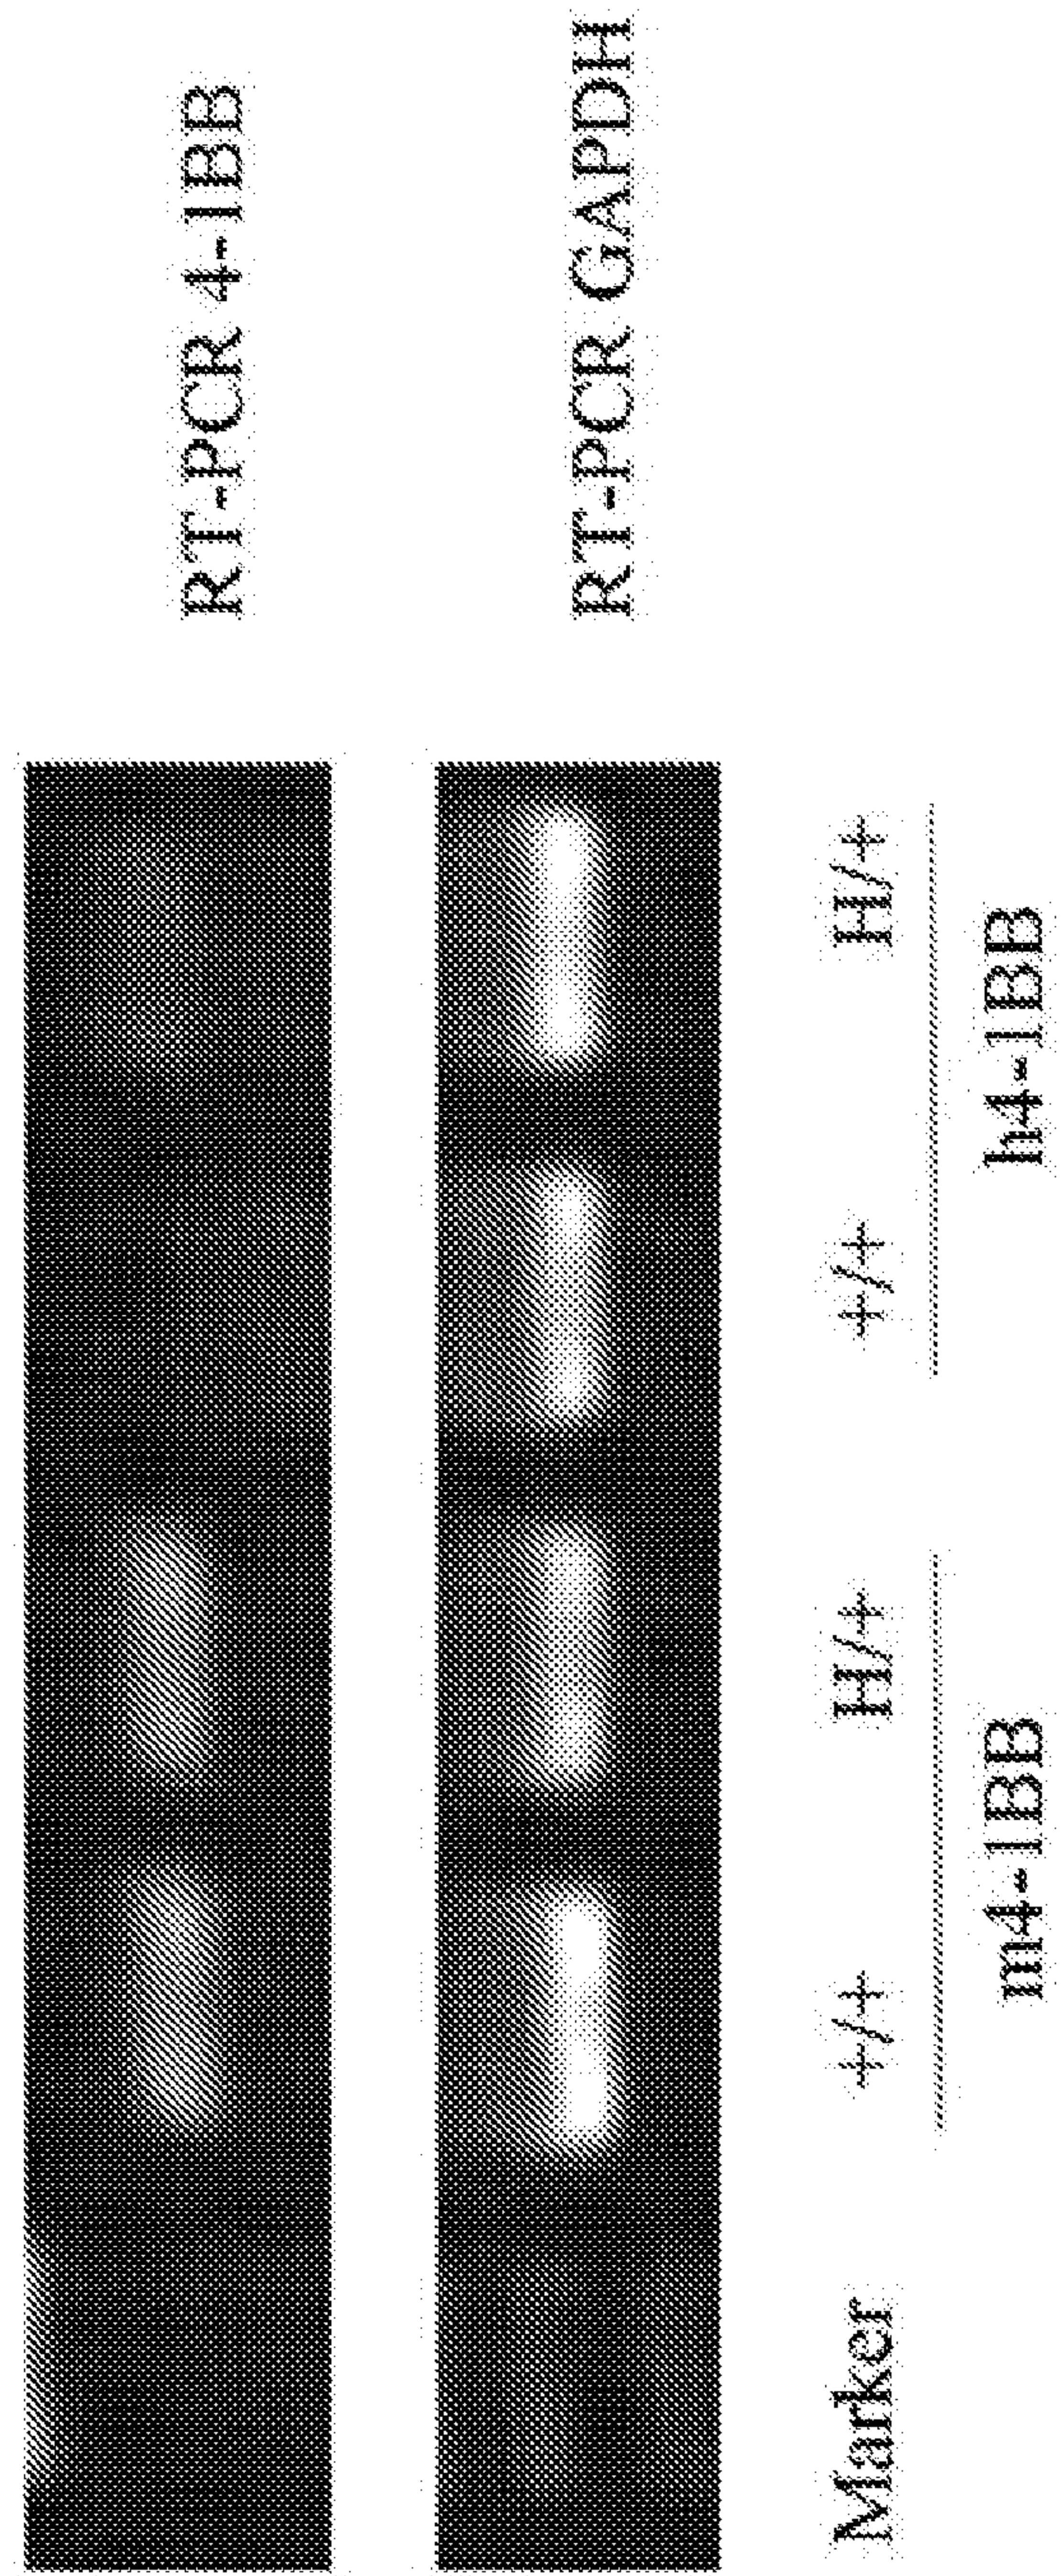 RT-PCR 4-1BB
RT-PCR GAPDH
Marker +/+ H/+ +/+ H/+
m4-1BB h4-1BB